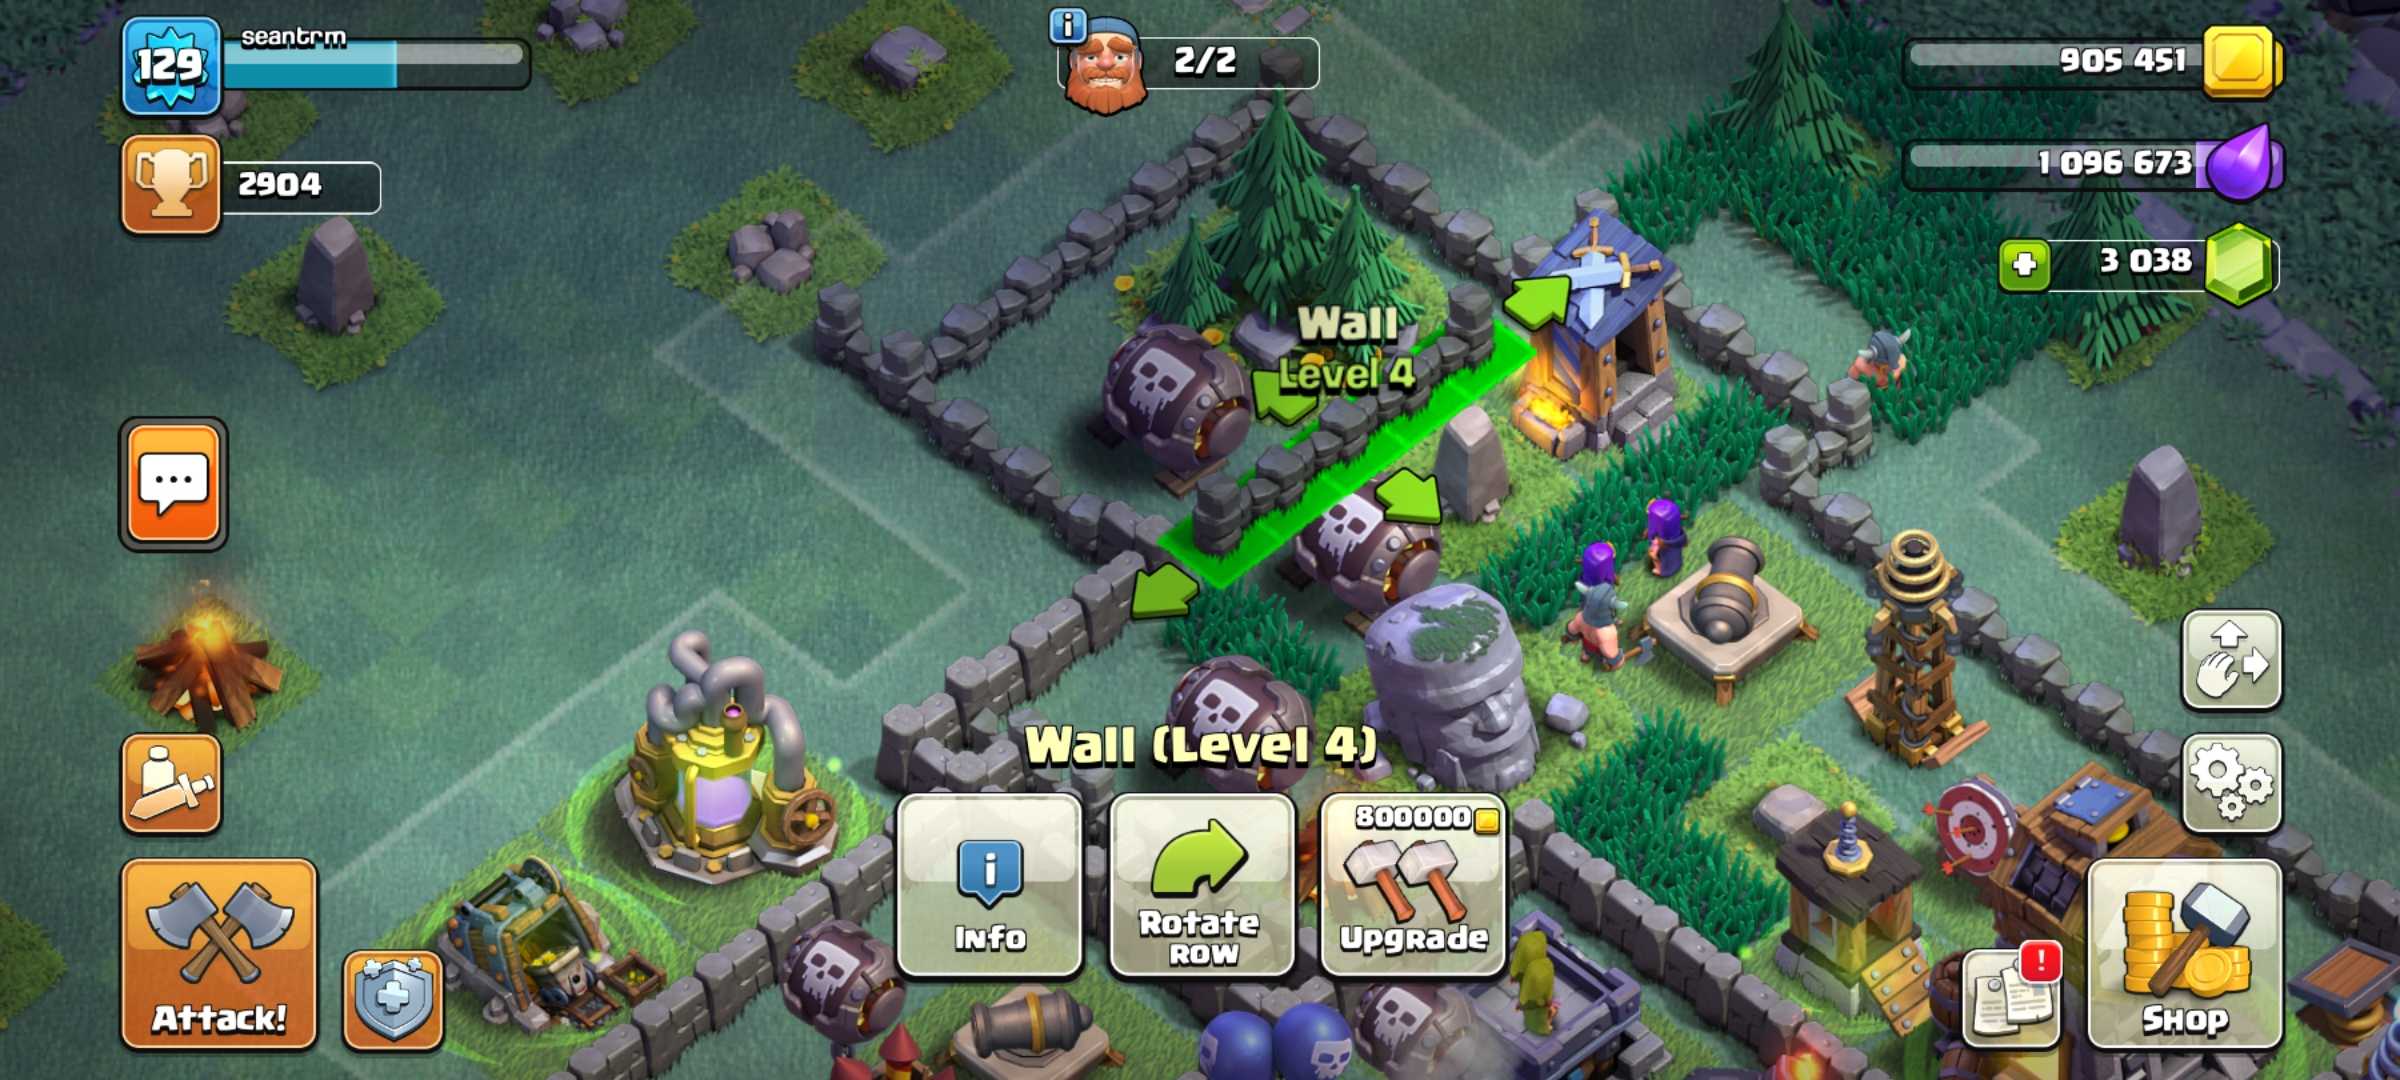 129
seantrm
2/2
905 451
2904
1 096 673
3 038
Wall
Level 4
Wall (Level 4)
Info
Rotate
Row
800000
Upgrade
Attack!
!
Shop